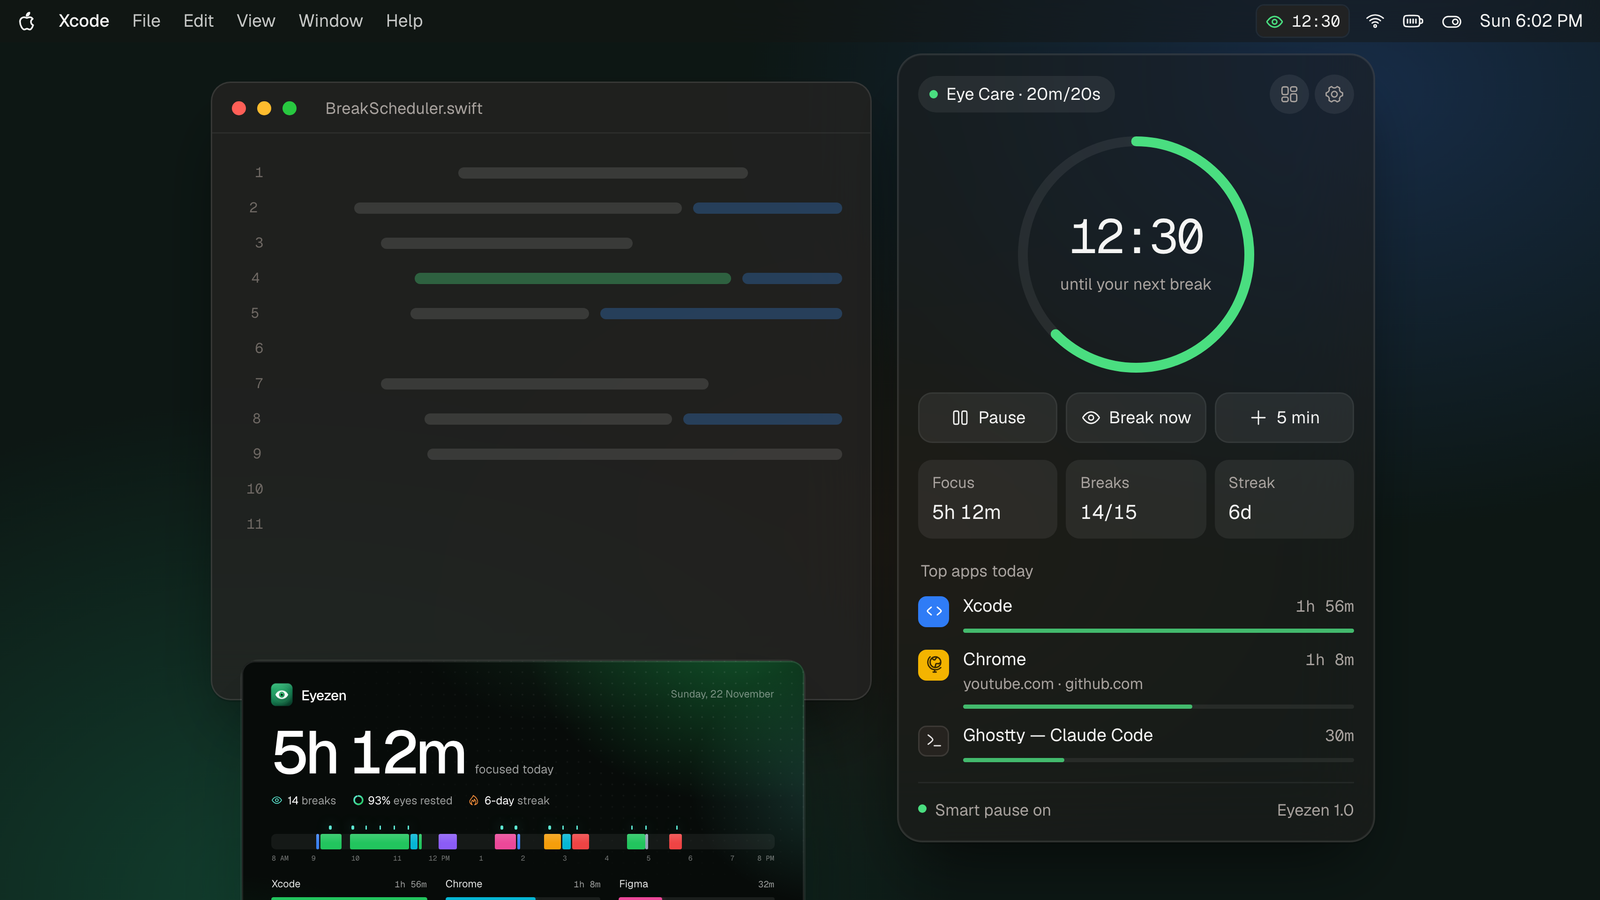 Xcode File Edit View Window Help
12:30 Sun 6:02 PM
BreakScheduler.swift
1
2
3
4
5
6
7
8
9
10
11
Eye Care · 20m/20s
12:30
until your next break
Pause Break now 5 min
Focus Breaks Streak
5h 12m 14/15 6d
Top apps today
Xcode 1h 56m
Chrome 1h 8m
youtube.com · github.com
Ghostty — Claude Code 30m
Smart pause on Eyezen 1.0
Eyezen Sunday, 22 November
5h 12m focused today
14 breaks 93% eyes rested 6-day streak
8 AM 9 10 11 12 PM 1 2 3 4 5 6 7 8 PM
Xcode 1h 56m Chrome 1h 8m Figma 32m